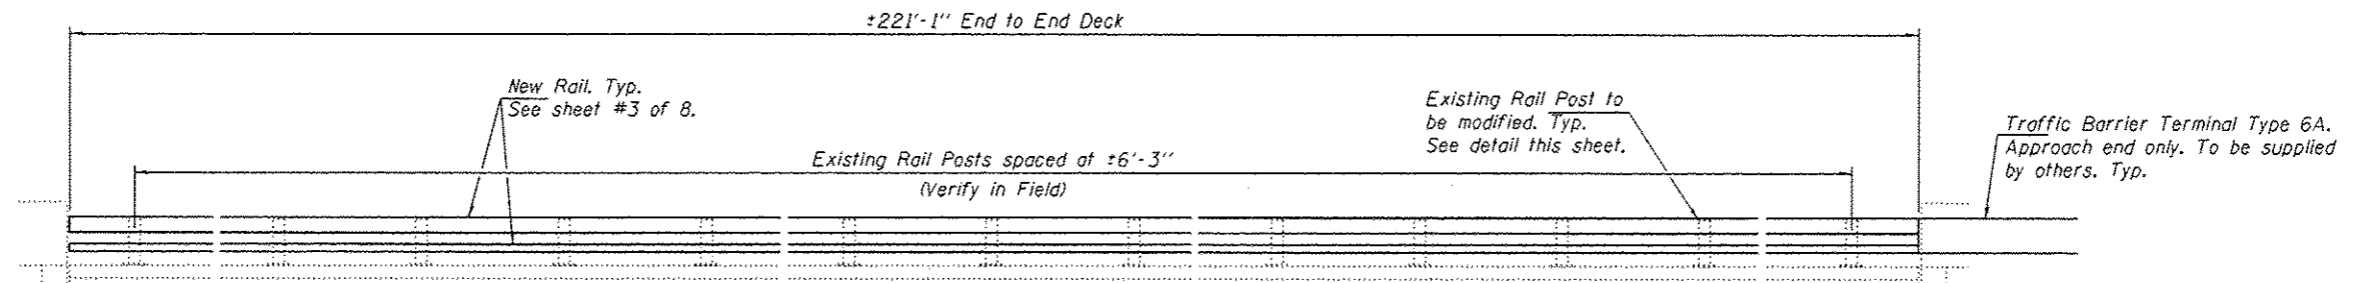 ±221'-1" End to End Deck
New Rail. Typ.
See sheet #3 of 8.
Existing Rail Post to
be modified. Typ.
See detail this sheet.
Traffic Barrier Terminal Type 6A.
Approach end only. To be supplied
by others. Typ.
Existing Rail Posts spaced at ±6'-3"
(Verify in Field)